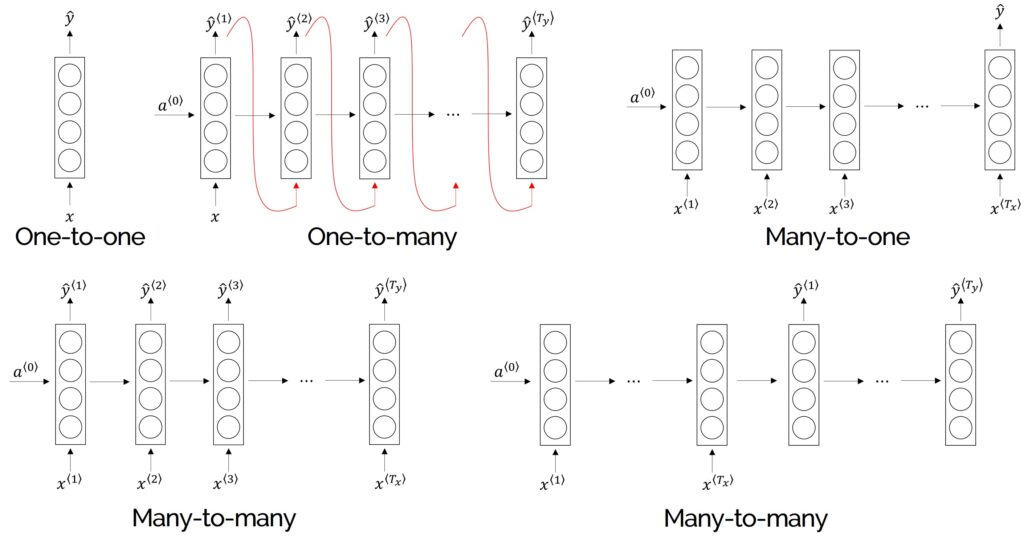 ŷ ŷ⟨1⟩ ŷ⟨2⟩ ŷ⟨3⟩ ŷ⟨Ty⟩ ŷ
a⟨0⟩ ... a⟨0⟩ ...
x x x⟨1⟩ x⟨2⟩ x⟨3⟩ x⟨Tx⟩
One-to-one One-to-many Many-to-one
ŷ⟨1⟩ ŷ⟨2⟩ ŷ⟨3⟩ ŷ⟨Ty⟩ ŷ⟨1⟩ ŷ⟨Ty⟩
a⟨0⟩ ... a⟨0⟩ ... ...
x⟨1⟩ x⟨2⟩ x⟨3⟩ x⟨Tx⟩ x⟨1⟩ x⟨Tx⟩
Many-to-many Many-to-many